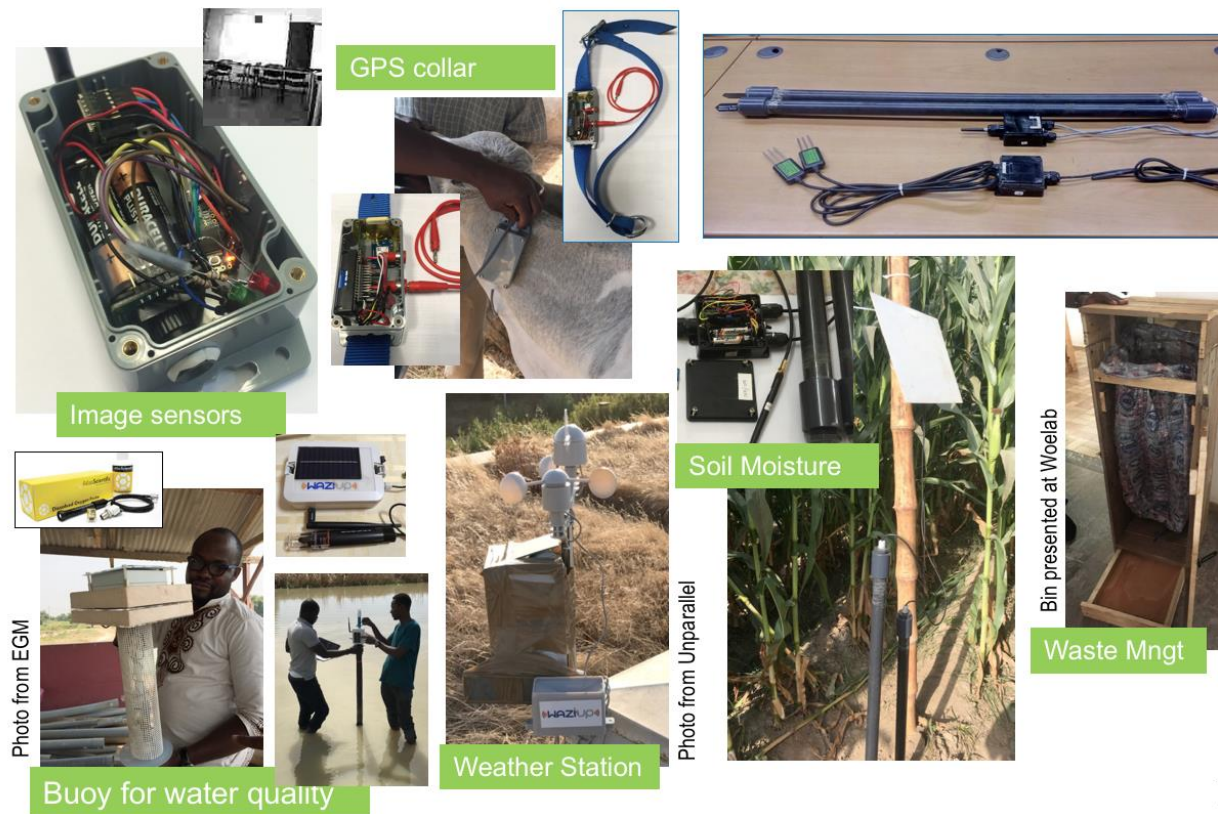 GPS collar
DURACELL
PLUS
Image sensors
Soil Moisture
WAZIUP
Photo from EGM
Buoy for water quality
WAZIUP
Weather Station
Photo from Unparallel
Bin presented at Woelab
Waste Mngt